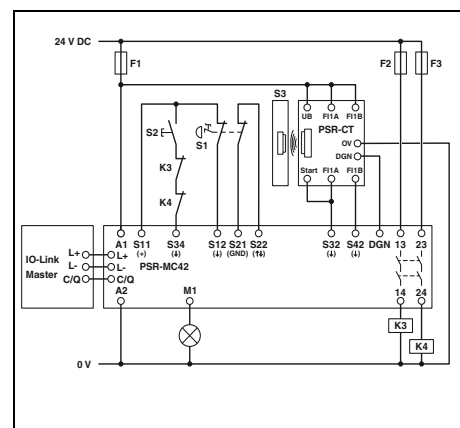 24 V DC
F1
F2
F3
S3
UB FI1A FI1B
PSR-CT
0V
DGN
Start FI1A FI1B
S2
S1
K3
K4
A1 S11 S34 S12 S21 S22 S32 S42 DGN 13 23
(+) (↓) (↓) (GND) (↑↓) (↓) (↓)
IO-Link
Master
L+ L+
L- L-
C/Q C/Q
PSR-MC42
A2 M1 14 24
K3
K4
0 V